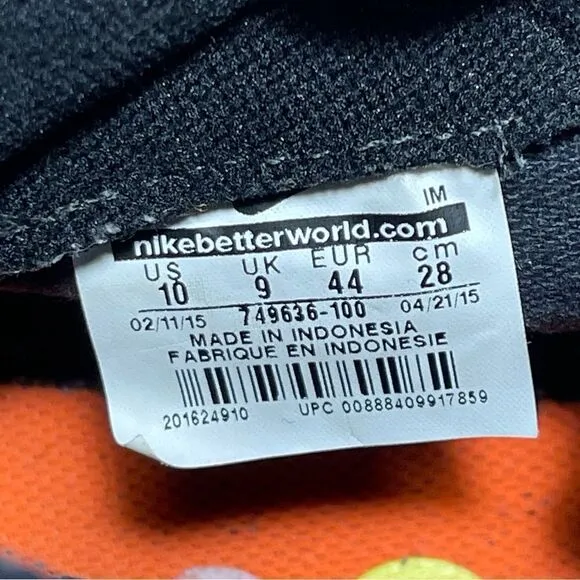 IM
nikebetterworld.com
US UK EUR cm
10 9 44 28
02/11/15 749636-100 04/21/15
MADE IN INDONESIA
FABRIQUE EN INDONESIE
201624910 UPC 00888409917859